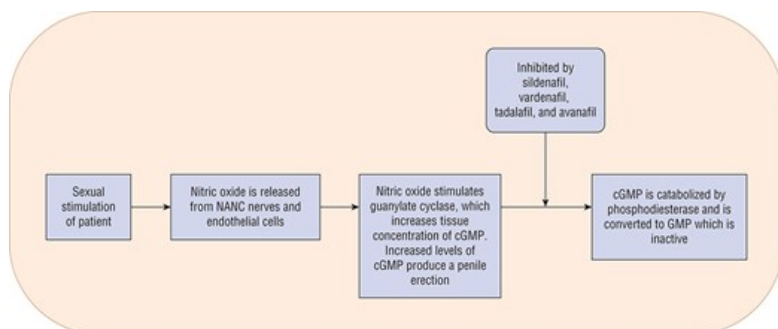 Inhibited by
sildenafil,
vardenafil,
tadalafil, and avanafil
Sexual
stimulation
of patient
Nitric oxide is released
from NANC nerves and
endothelial cells
Nitric oxide stimulates
guanylate cyclase, which
increases tissue
concentration of cGMP.
Increased levels of
cGMP produce a penile
erection
cGMP is catabolized by
phosphodiesterase and is
converted to GMP which is
inactive